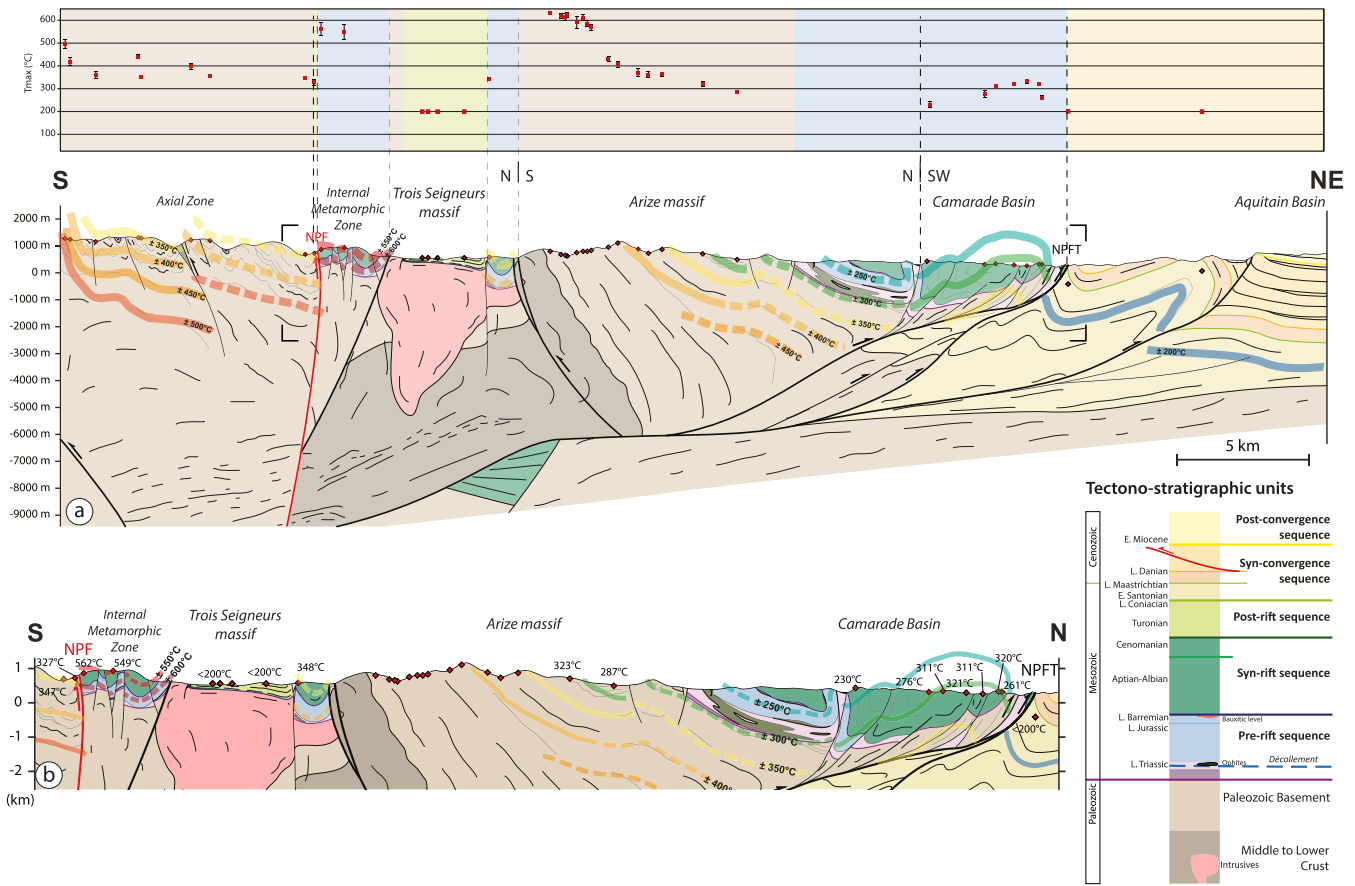 600
500
400
300
200
100
Tmax (°C)
S
N
S
N
SW
NE
Axial Zone
Internal
Metamorphic
Zone
Trois Seigneurs
massif
Arize massif
Camarade Basin
Aquitain Basin
2000 m
1000 m
0 m
-1000 m
-2000 m
-3000 m
-4000 m
-5000 m
-6000 m
-7000 m
-8000 m
-9000 m
NPF
NPFT
± 550°C
± 600°C
± 350°C
± 400°C
± 450°C
± 500°C
± 250°C
± 300°C
± 350°C
± 400°C
± 450°C
± 200°C
5 km
a
Tectono-stratigraphic units
Cenozoic
Mesozoic
Paleozoic
E. Miocene
L. Danian
L. Maastrichtian
E. Santonian
L. Coniacian
Turonian
Cenomanian
Aptian-Albian
L. Barremian
L. Jurassic
L. Triassic
Post-convergence
sequence
Syn-convergence
sequence
Post-rift sequence
Syn-rift sequence
Bauxitic level
Pre-rift sequence
Décollement
Ophites
Paleozoic Basement
Middle to Lower
Crust
Intrusives
S
N
Internal
Metamorphic
Zone
Trois Seigneurs
massif
Arize massif
Camarade Basin
NPF
NPFT
327°C
562°C
549°C
± 550°C
± 600°C
<200°C
<200°C
348°C
323°C
287°C
230°C
276°C
311°C
311°C
321°C
320°C
261°C
<200°C
347°C
± 250°C
± 300°C
± 350°C
± 400°C
1
0
-1
-2
(km)
b